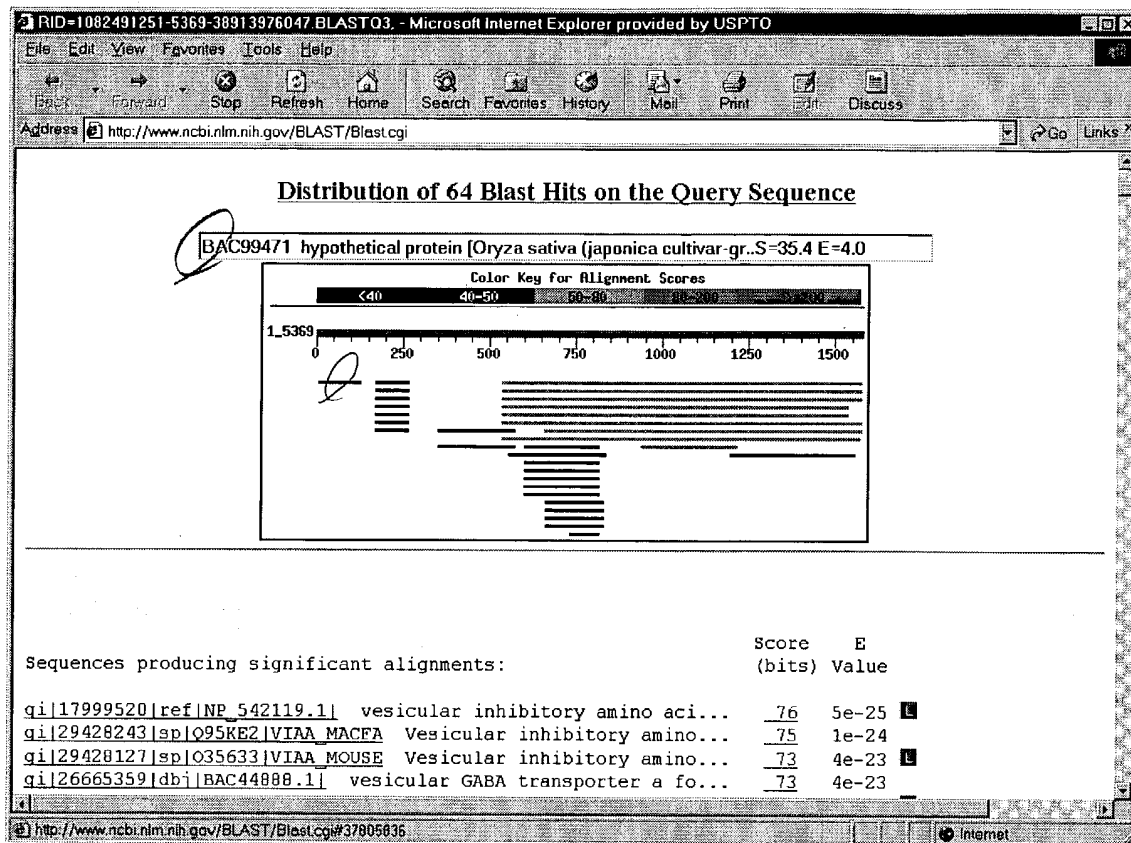 RID=1082491251-5369-38913976047.BLASTQ3, - Microsoft Internet Explorer provided by USPTO
File Edit View Favorites Tools Help
Back Forward Stop Refresh Home Search Favorites History Mail Print Edit Discuss
Address http://www.ncbi.nlm.nih.gov/BLAST/Blast.cgi Go Links »
Distribution of 64 Blast Hits on the Query Sequence
BAC99471 hypothetical protein [Oryza sativa (japonica cultivar-gr..S=35.4 E=4.0
Color Key for Alignment Scores
<40 40-50 50-80 80-200 >=200
1_5369
0 250 500 750 1000 1250 1500
Score E
Sequences producing significant alignments: (bits) Value
gi|17999520|ref|NP_542119.1| vesicular inhibitory amino aci... 76 5e-25 L
gi|29428243|sp|Q95KE2|VIAA_MACFA Vesicular inhibitory amino... 75 1e-24
gi|29428127|sp|O35633|VIAA_MOUSE Vesicular inhibitory amino... 73 4e-23 L
gi|26665359|dbj|BAC44888.1| vesicular GABA transporter a fo... 73 4e-23
http://www.ncbi.nlm.nih.gov/BLAST/Blast.cgi#37805836 Internet